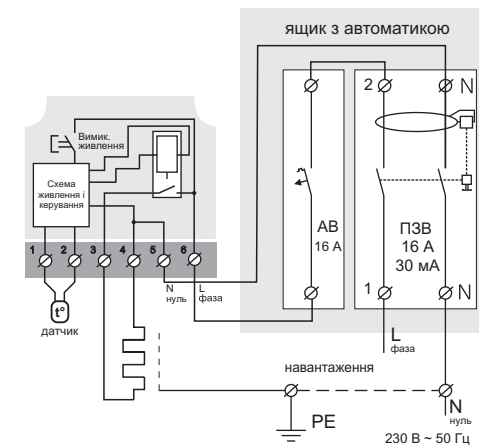 ящик з автоматикою
2
N
Вимик.
живлення
Схема
живлення і
керування
АВ
16 А
ПЗВ
16 А
30 мА
1
2
3
4
5
6
N
нуль
L
фаза
1
N
t°
датчик
L
фаза
навантаження
PE
N
нуль
230 В ~ 50 Гц